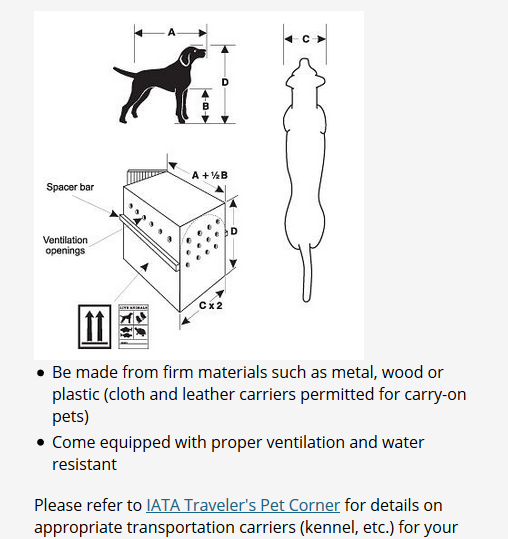 A
C
D
B
A + ½ B
Spacer bar
D
Ventilation
openings
C x 2
LIVE ANIMALS
• Be made from firm materials such as metal, wood or
plastic (cloth and leather carriers permitted for carry-on
pets)
• Come equipped with proper ventilation and water
resistant
Please refer to IATA Traveler's Pet Corner for details on
appropriate transportation carriers (kennel, etc.) for your